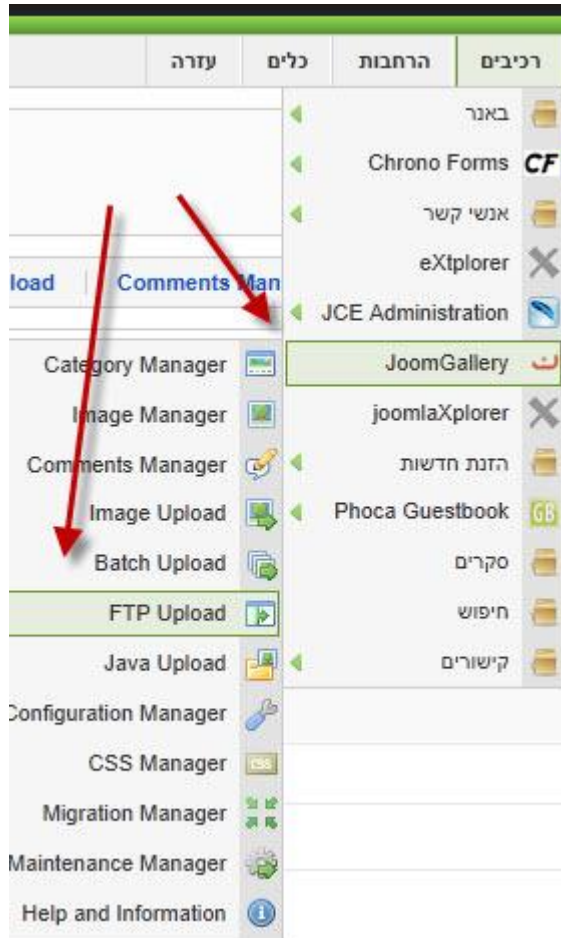 רכיבים הרחבות כלים עזרה
באנר
Chrono Forms CF
אנשי קשר
eXtplorer
JCE Administration
JoomGallery
joomlaXplorer
הזנת חדשות
Phoca Guestbook GB
סקרים
חיפוש
קישורים
load Comments Man
Category Manager
Image Manager
Comments Manager
Image Upload
Batch Upload
FTP Upload
Java Upload
Configuration Manager
CSS Manager CSS
Migration Manager
Maintenance Manager
Help and Information